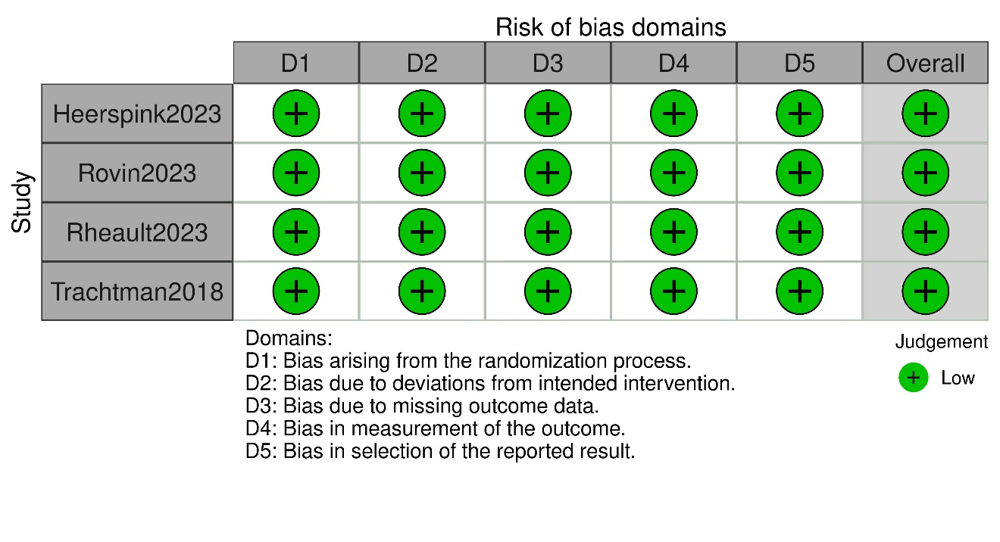 Risk of bias domains
D1 D2 D3 D4 D5 Overall
Study
Heerspink2023 + + + + + +
Rovin2023 + + + + + +
Rheault2023 + + + + + +
Trachtman2018 + + + + + +
Domains:
D1: Bias arising from the randomization process.
D2: Bias due to deviations from intended intervention.
D3: Bias due to missing outcome data.
D4: Bias in measurement of the outcome.
D5: Bias in selection of the reported result.
Judgement
+ Low